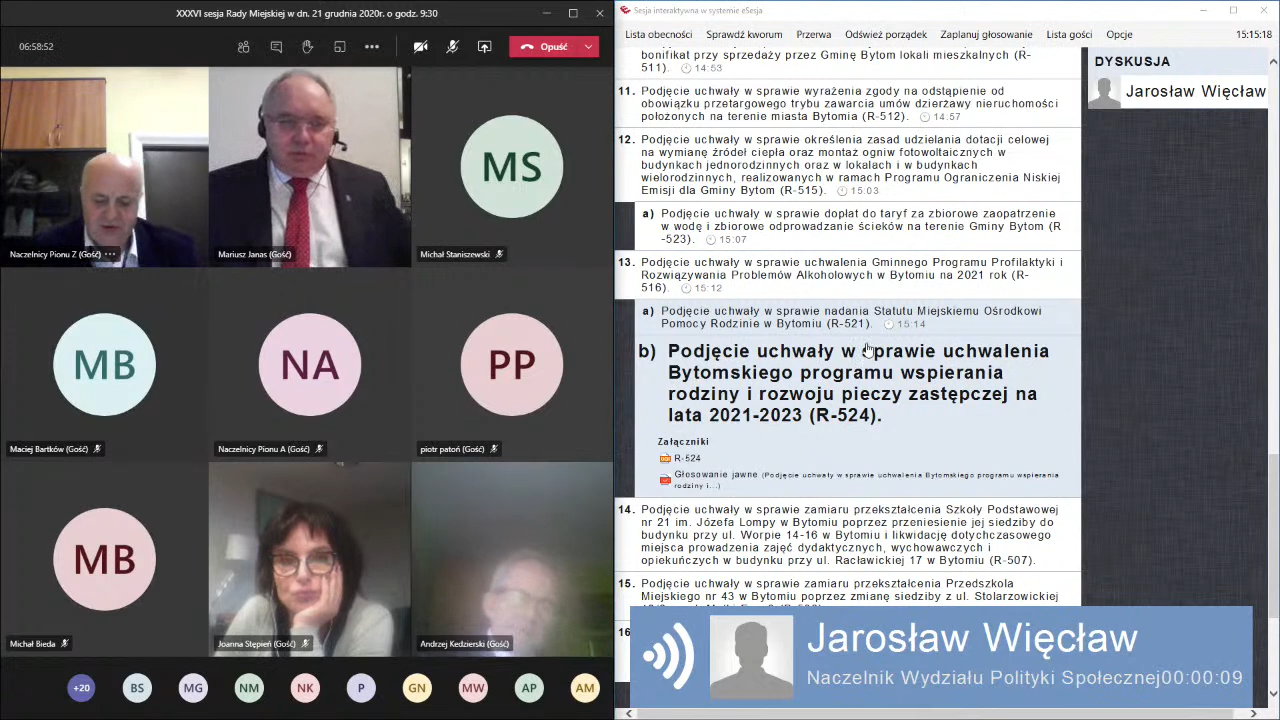 XXXVI sesja Rady Miejskiej w dn. 21 grudnia 2020r. o godz. 9:30
06:58:52
Opuść
Naczelnicy Pionu Z (Gość)
Mariusz Janas (Gość)
MS
Michał Staniszewski
MB
Maciej Bartków (Gość)
NA
Naczelnicy Pionu A (Gość)
PP
piotr patoń (Gość)
MB
Michał Bieda
Joanna Stępień (Gość)
Andrzej Kedzierski (Gość)
+20
BS
MG
NM
NK
P
GN
MW
AP
AM
Sesja interaktywna w systemie eSesja
Lista obecności Sprawdź kworum Przerwa Odśwież porządek Zaplanuj głosowanie Lista gości Opcje 15:15:18
bonifikat przy sprzedaży przez Gminę Bytom lokali mieszkalnych (R-
511). 14:53
11. Podjęcie uchwały w sprawie wyrażenia zgody na odstąpienie od
obowiązku przetargowego trybu zawarcia umów dzierżawy nieruchomości
położonych na terenie miasta Bytomia (R-512). 14:57
12. Podjęcie uchwały w sprawie określenia zasad udzielania dotacji celowej
na wymianę źródeł ciepła oraz montaż ogniw fotowoltaicznych w
budynkach jednorodzinnych oraz w lokalach i w budynkach
wielorodzinnych, realizowanych w ramach Programu Ograniczenia Niskiej
Emisji dla Gminy Bytom (R-515). 15:03
a) Podjęcie uchwały w sprawie dopłat do taryf za zbiorowe zaopatrzenie
w wodę i zbiorowe odprowadzanie ścieków na terenie Gminy Bytom (R
-523). 15:07
13. Podjęcie uchwały w sprawie uchwalenia Gminnego Programu Profilaktyki i
Rozwiązywania Problemów Alkoholowych w Bytomiu na 2021 rok (R-
516). 15:12
a) Podjęcie uchwały w sprawie nadania Statutu Miejskiemu Ośrodkowi
Pomocy Rodzinie w Bytomiu (R-521). 15:14
b) Podjęcie uchwały w sprawie uchwalenia
Bytomskiego programu wspierania
rodziny i rozwoju pieczy zastępczej na
lata 2021-2023 (R-524).
Załączniki
R-524
Głosowanie jawne (Podjęcie uchwały w sprawie uchwalenia Bytomskiego programu wspierania
rodziny i...)
14. Podjęcie uchwały w sprawie zamiaru przekształcenia Szkoły Podstawowej
nr 21 im. Józefa Lompy w Bytomiu poprzez przeniesienie jej siedziby do
budynku przy ul. Worpie 14-16 w Bytomiu i likwidację dotychczasowego
miejsca prowadzenia zajęć dydaktycznych, wychowawczych i
opiekuńczych w budynku przy ul. Racławickiej 17 w Bytomiu (R-507).
15. Podjęcie uchwały w sprawie zamiaru przekształcenia Przedszkola
Miejskiego nr 43 w Bytomiu poprzez zmianę siedziby z ul. Stolarzowickiej
16
DYSKUSJA
Jarosław Więcław
Jarosław Więcław
Naczelnik Wydziału Polityki Społecznej00:00:09